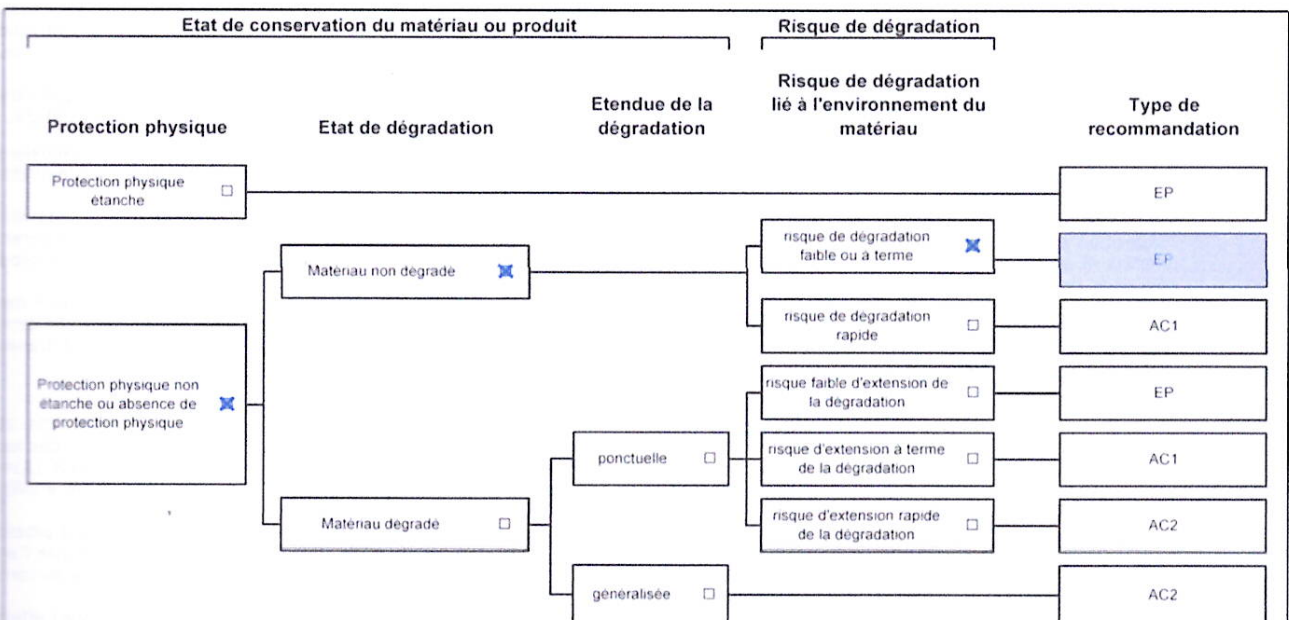 Etat de conservation du matériau ou produit
Risque de dégradation
Protection physique
Etat de dégradation
Etendue de la
dégradation
Risque de dégradation
lié à l'environnement du
matériau
Type de
recommandation
Protection physique
étanche
EP
Protection physique non
étanche ou absence de
protection physique
Matériau non dégradé
risque de dégradation
faible ou à terme
EP
risque de dégradation
rapide
AC1
Matériau dégradé
ponctuelle
risque faible d'extension de
la dégradation
EP
risque d'extension à terme
de la dégradation
AC1
risque d'extension rapide
de la dégradation
AC2
généralisée
AC2